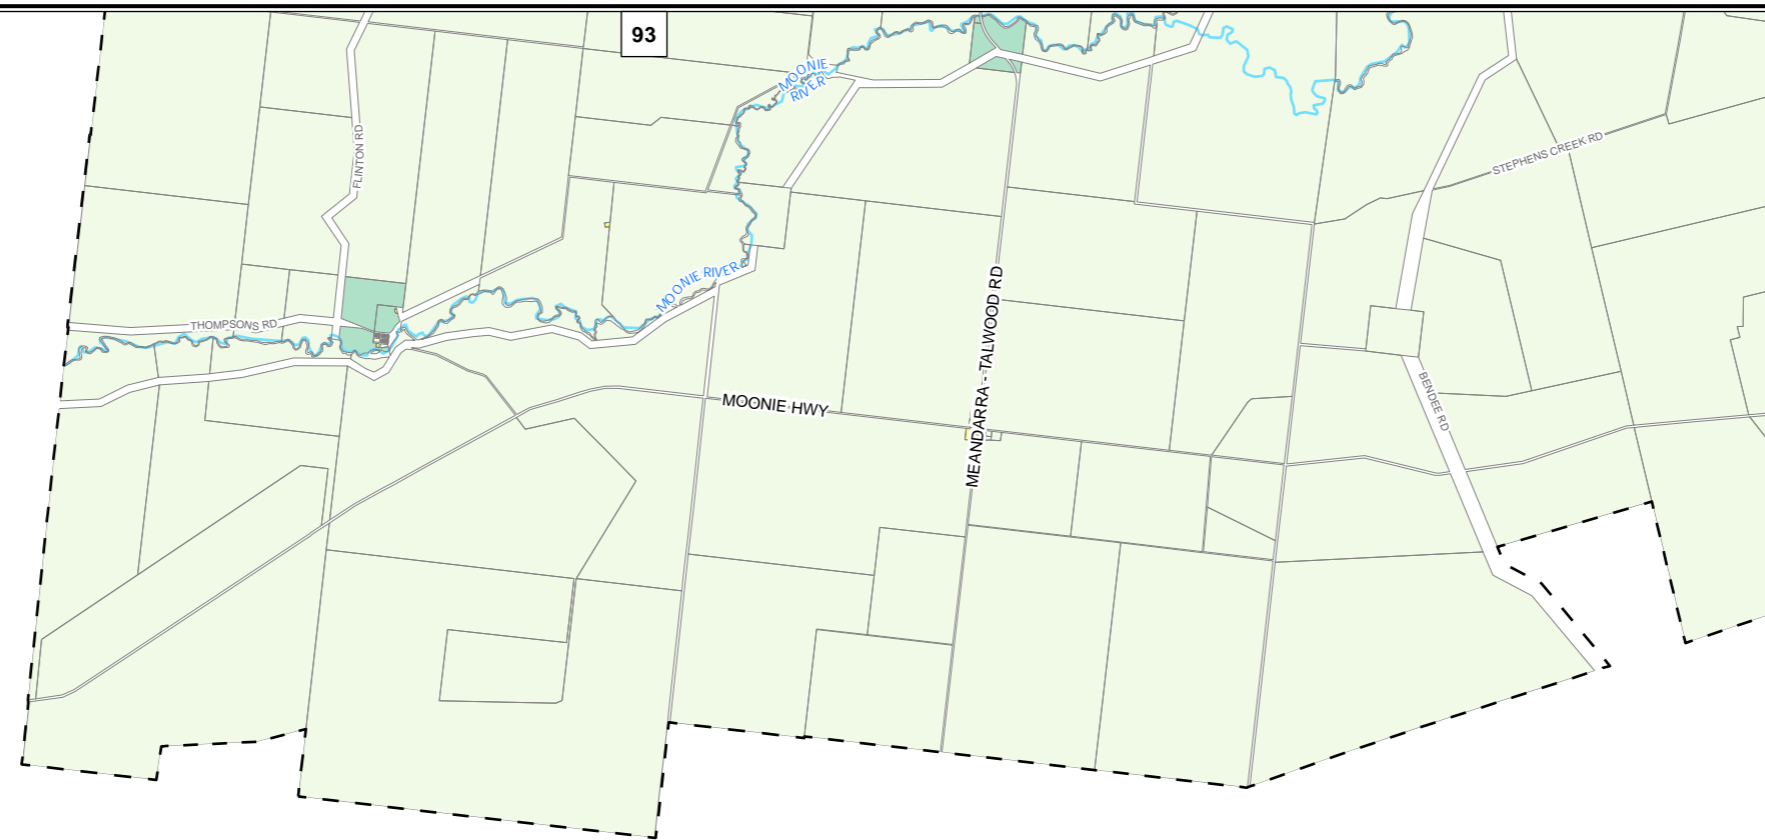 93
MOONIE
RIVER
FLINTON RD
STEPHENS CREEK RD
MOONIE RIVER
THOMPSONS RD
MEANDARRA - TALWOOD RD
MOONIE HWY
BENDEE RD